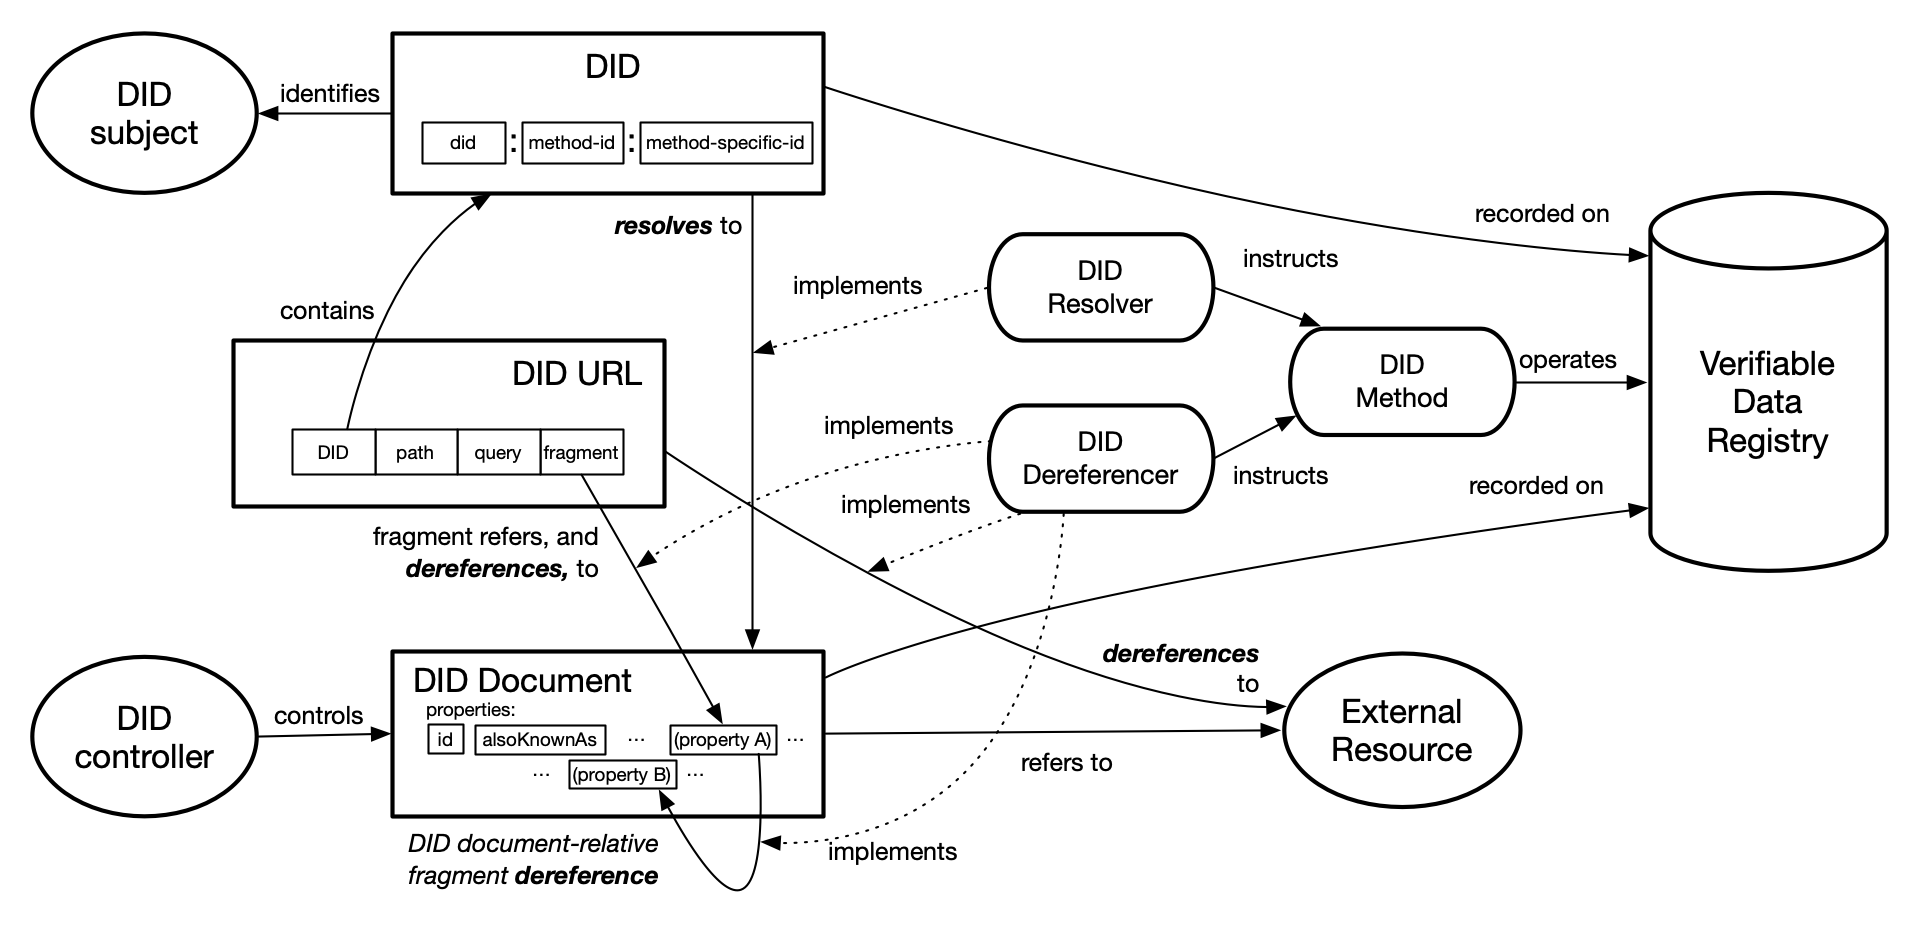 DID
subject
identifies
DID
did : method-id : method-specific-id
resolves to
recorded on
contains
implements
DID
Resolver
instructs
DID URL
DID path query fragment
implements
DID
Dereferencer
instructs
implements
DID
Method
operates
Verifiable
Data
Registry
recorded on
fragment refers, and
dereferences, to
DID
controller
controls
DID Document
properties:
id alsoKnownAs ... (property A) ...
... (property B) ...
dereferences
to
External
Resource
refers to
DID document-relative
fragment dereference
implements